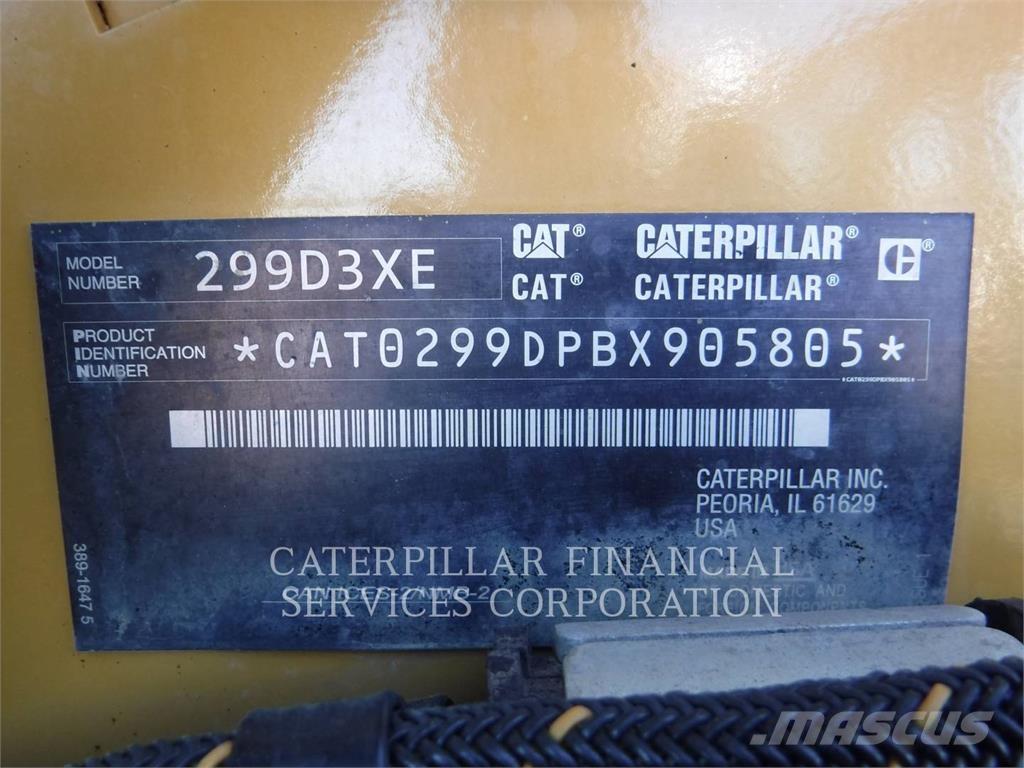 MODEL NUMBER 299D3XE
CAT® CATERPILLAR®
CAT® CATERPILLAR®
PRODUCT IDENTIFICATION NUMBER *CAT0299DPBX905805*
*CAT0299DPBX905805*
CATERPILLAR INC.
PEORIA, IL 61629
USA
389-1647 5
CATERPILLAR FINANCIAL
SERVICES CORPORATION
MASCUS